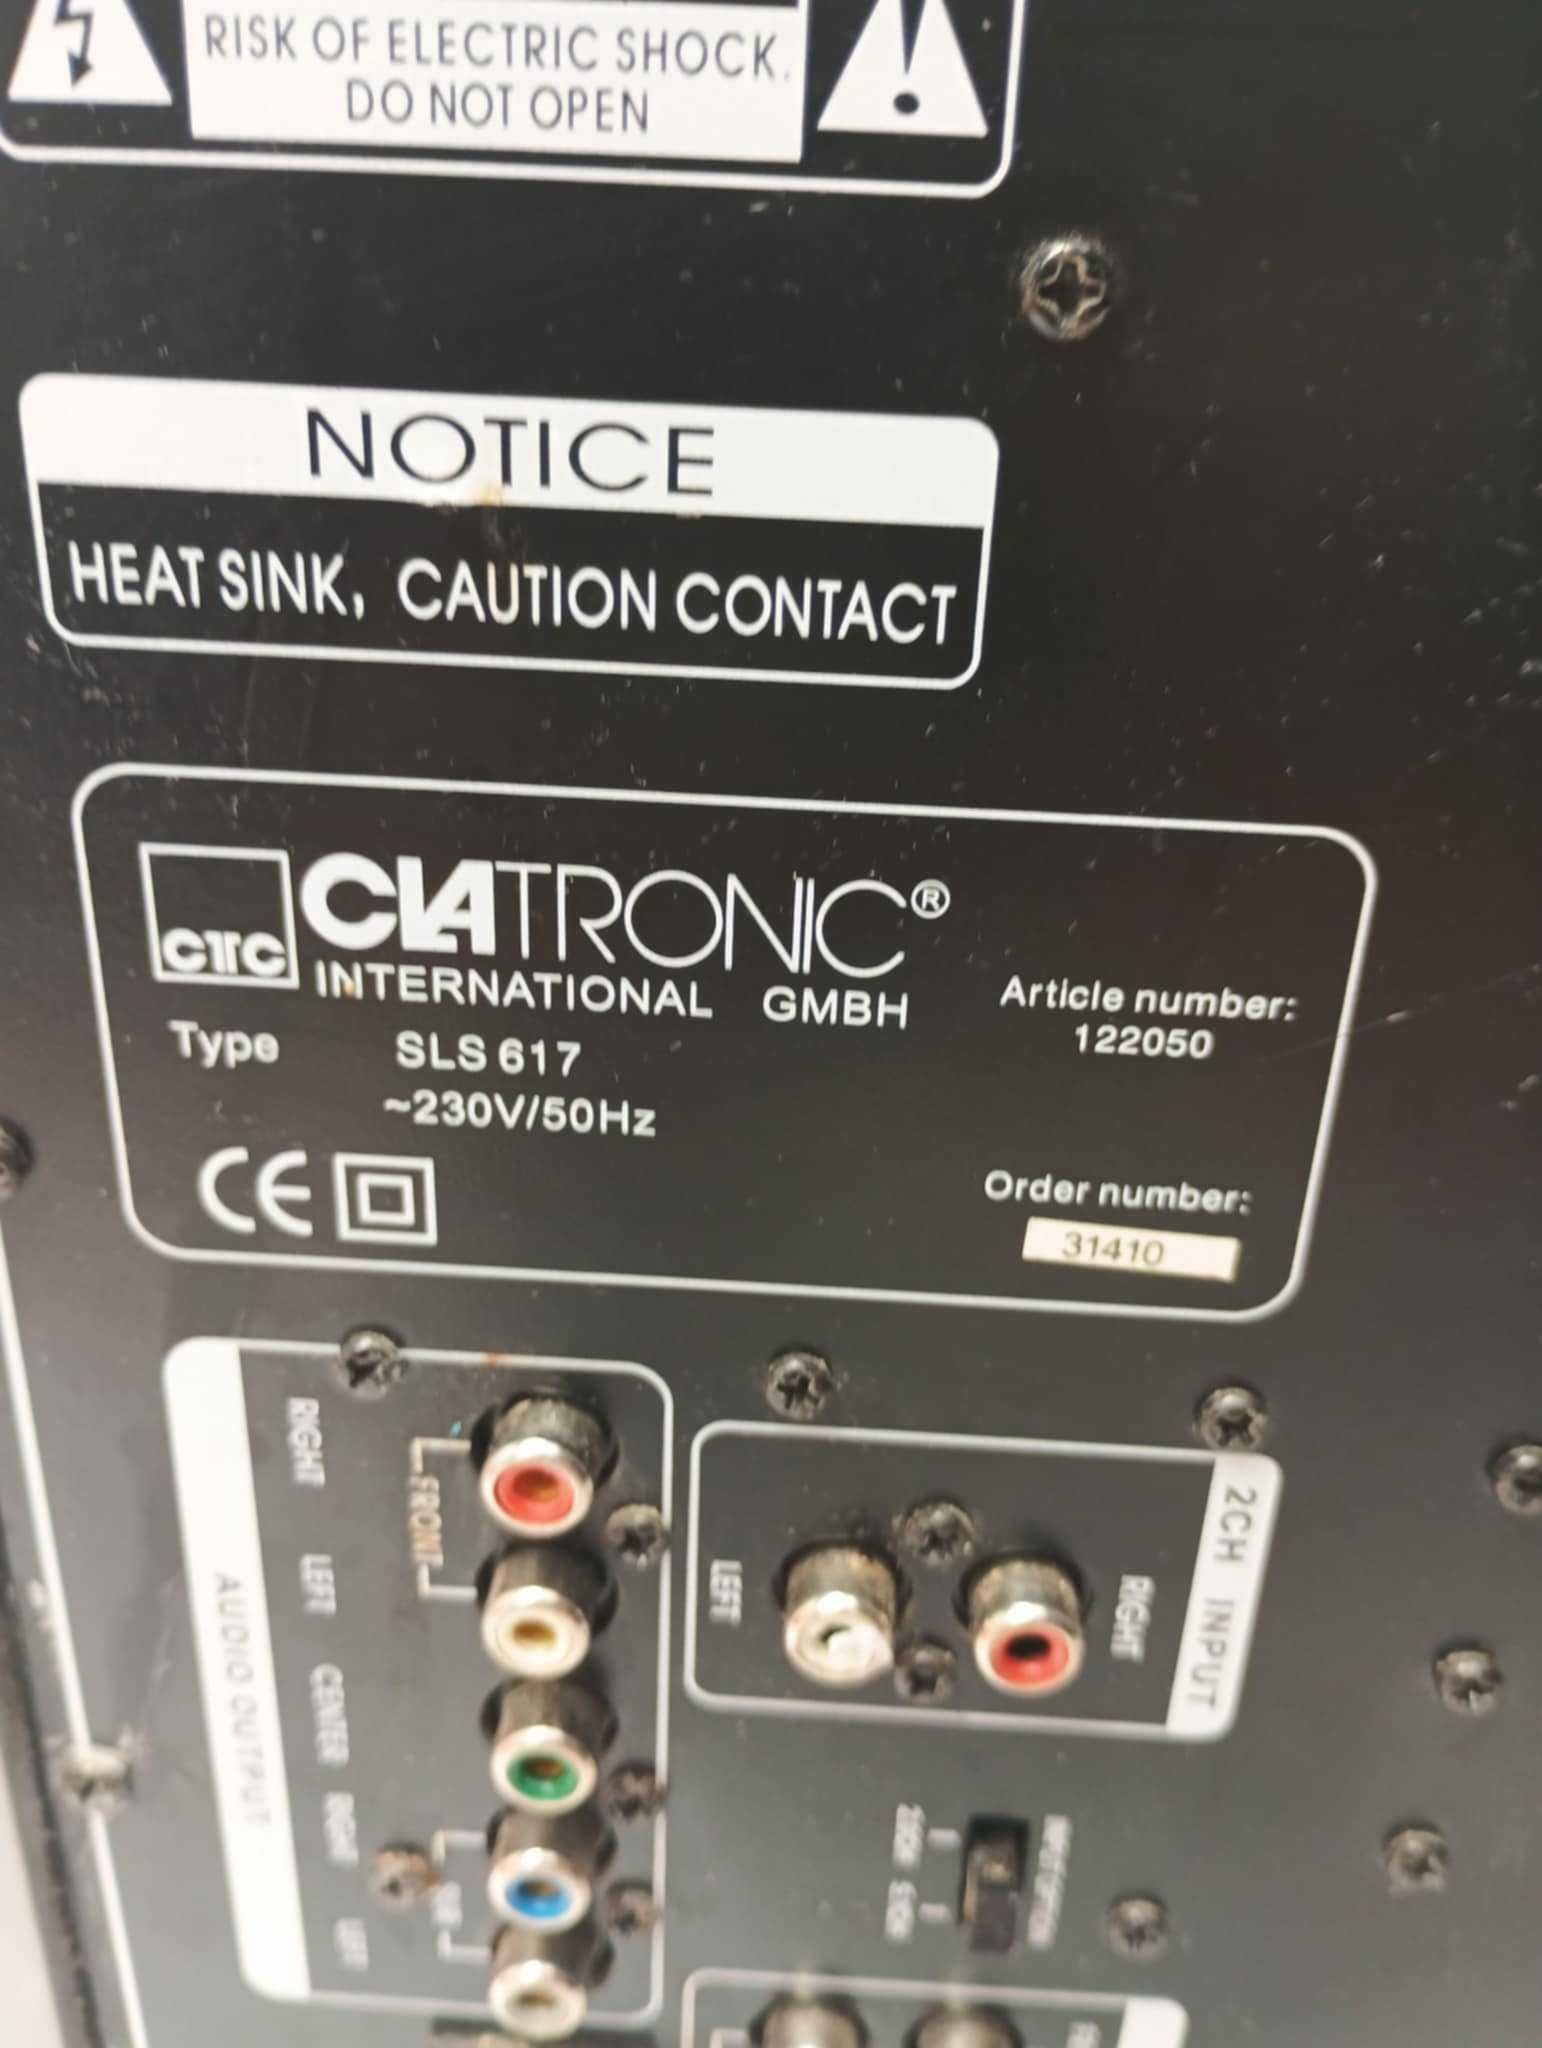 RISK OF ELECTRIC SHOCK.
DO NOT OPEN
NOTICE
HEAT SINK, CAUTION CONTACT
CTC CLATRONIC®
INTERNATIONAL GMBH
Article number:
122050
Type SLS 617
~230V/50Hz
CE
Order number:
31410
AUDIO OUTPUT
RIGHT
LEFT
CENTER
RIGHT
LEFT
FRONT
2CH INPUT
LEFT
RIGHT